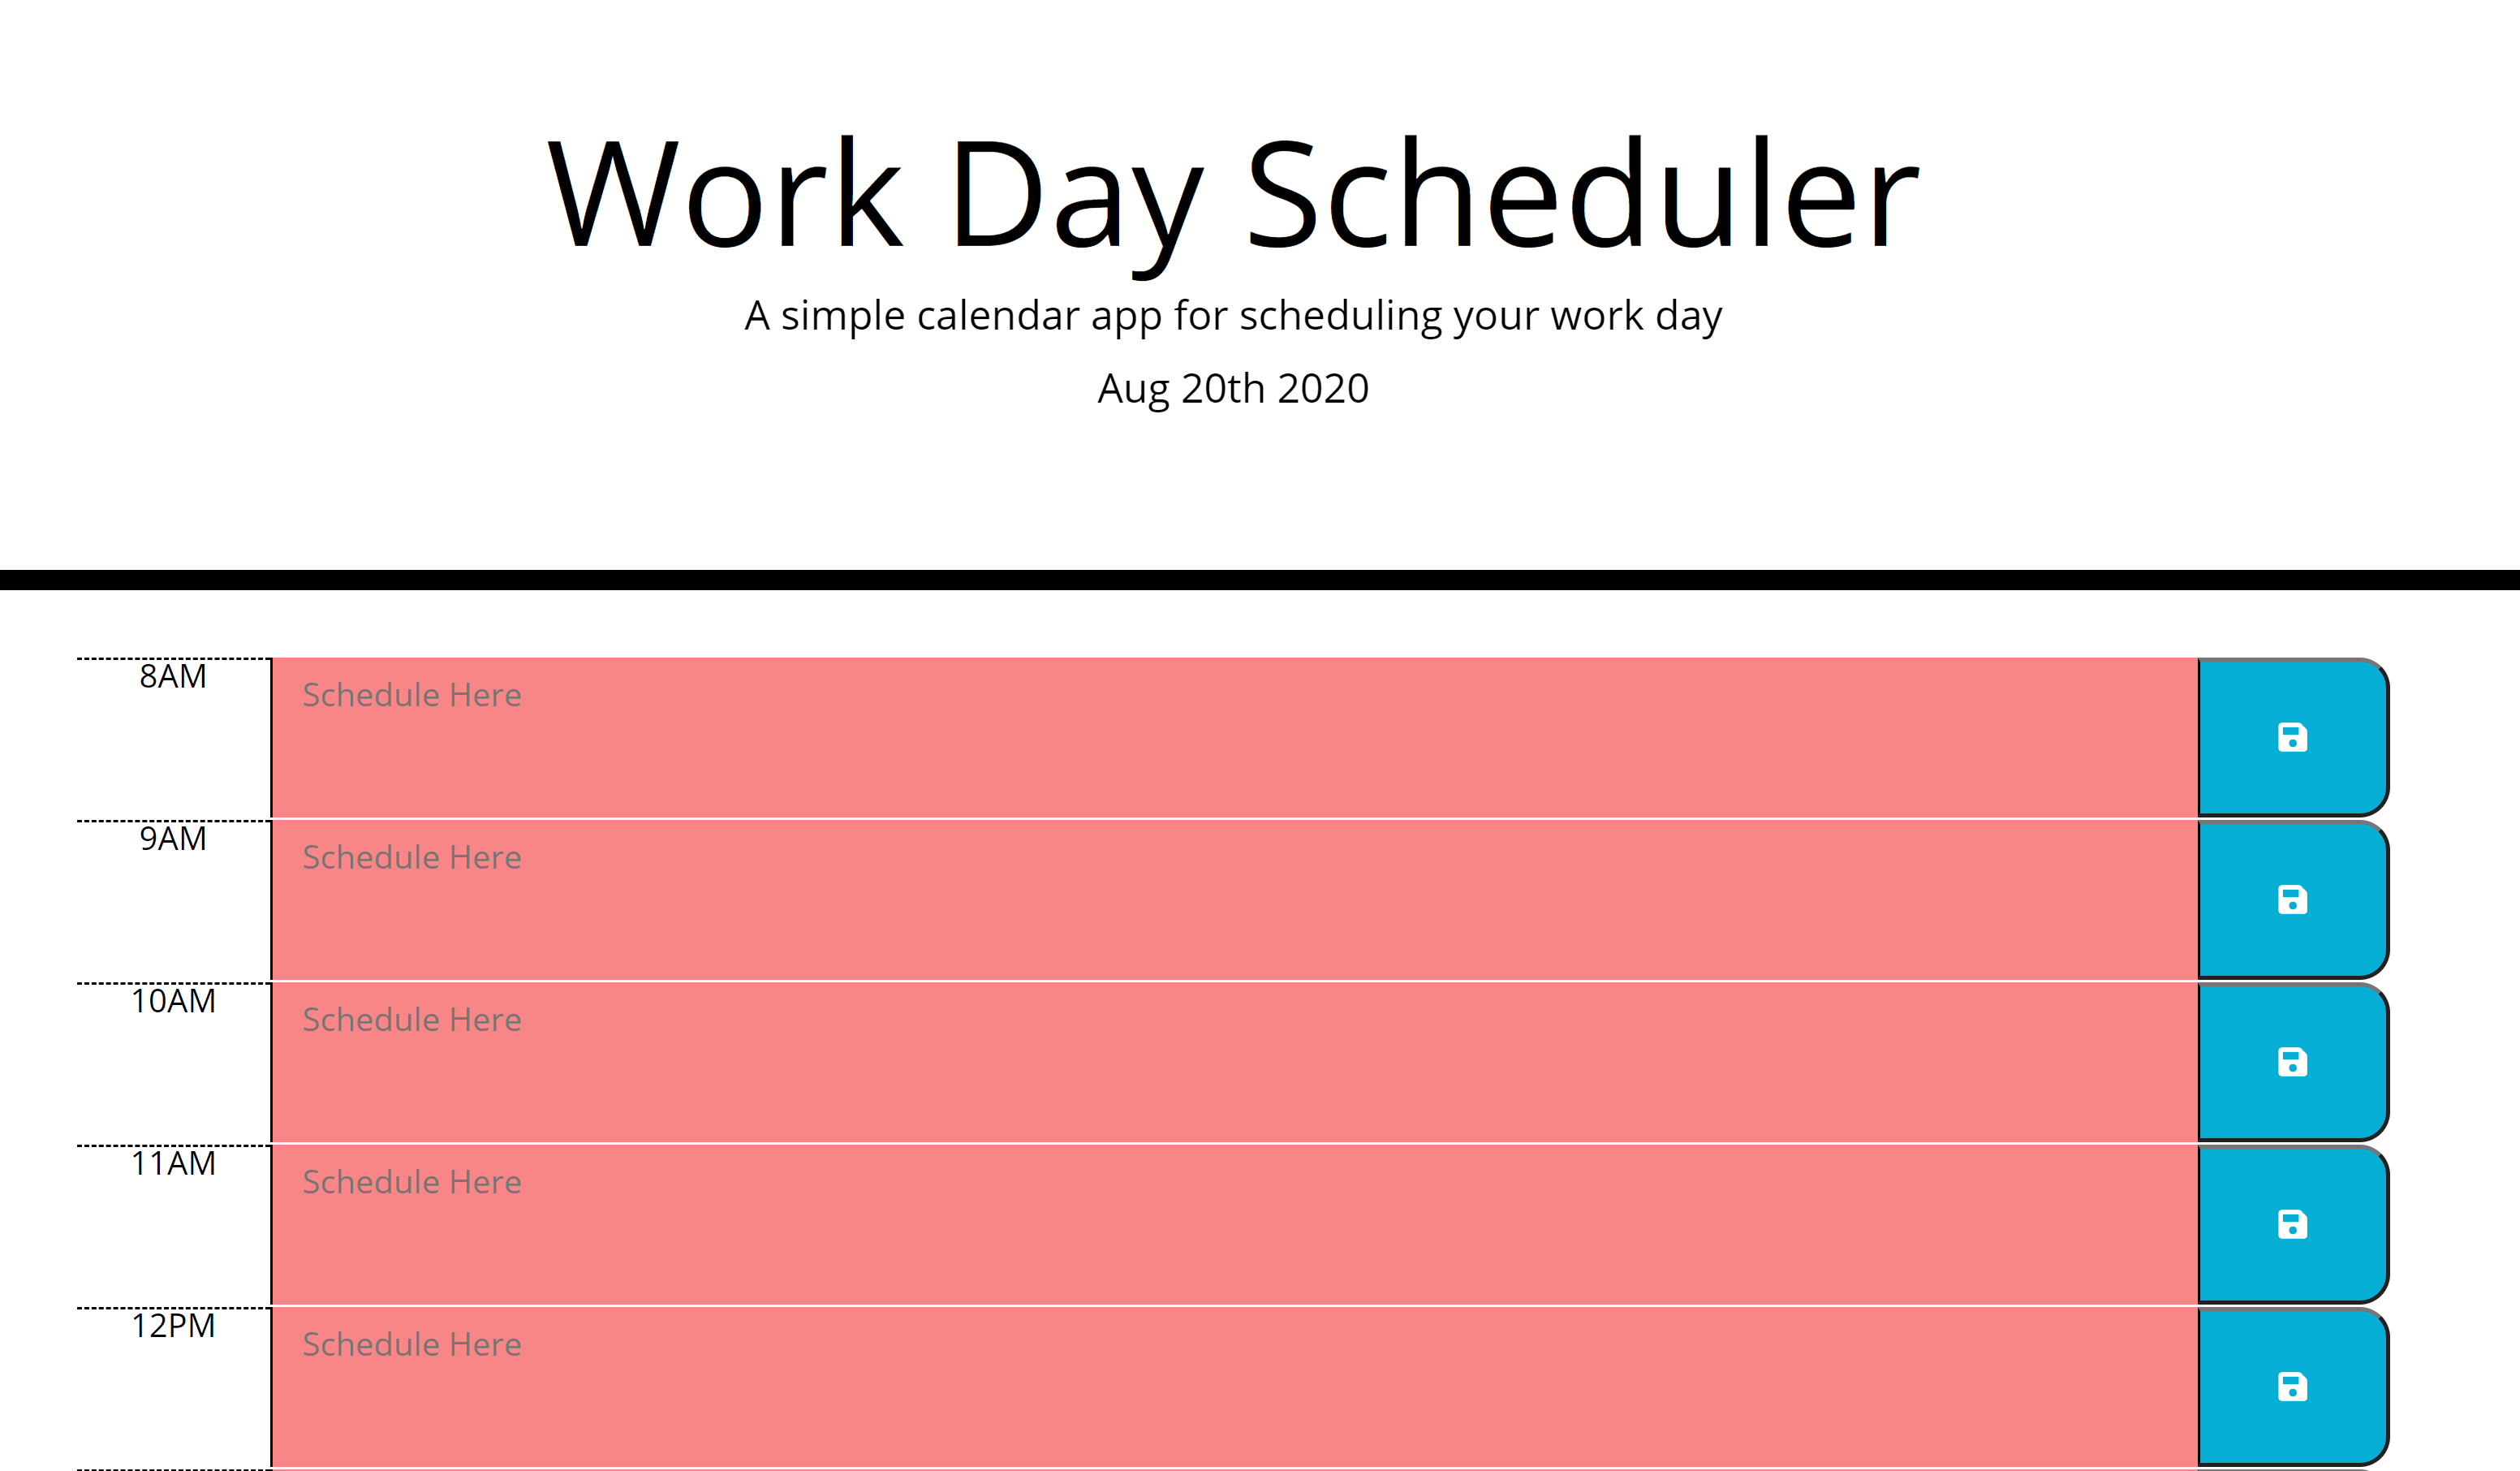 Work Day Scheduler
A simple calendar app for scheduling your work day
Aug 20th 2020
8AM
Schedule Here
9AM
Schedule Here
10AM
Schedule Here
11AM
Schedule Here
12PM
Schedule Here